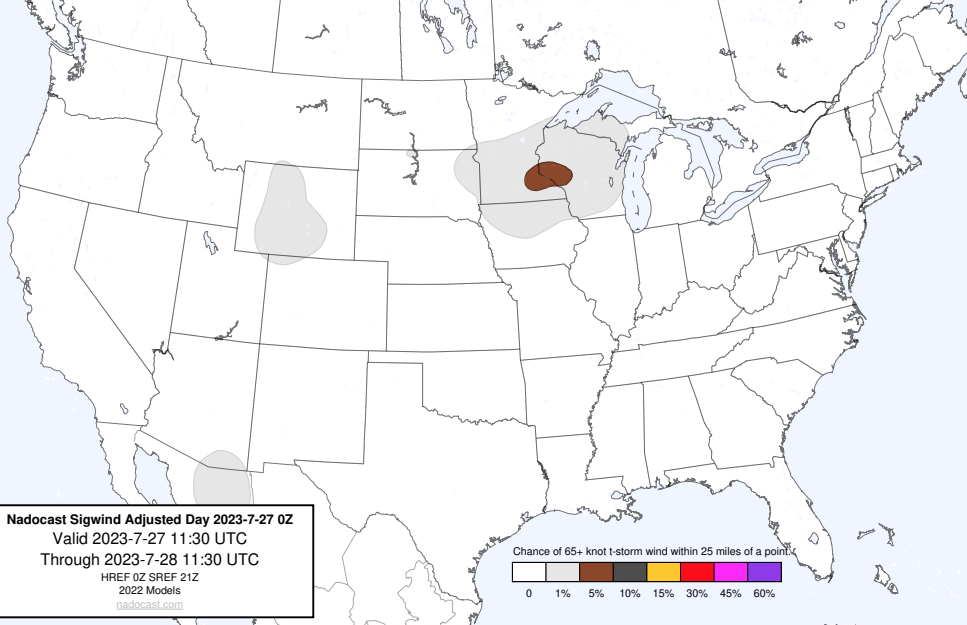 Nadocast Sigwind Adjusted Day 2023-7-27 0Z
Valid 2023-7-27 11:30 UTC
Through 2023-7-28 11:30 UTC
HREF 0Z SREF 21Z
2022 Models
nadocast.com
Chance of 65+ knot t-storm wind within 25 miles of a point.
0 1% 5% 10% 15% 30% 45% 60%